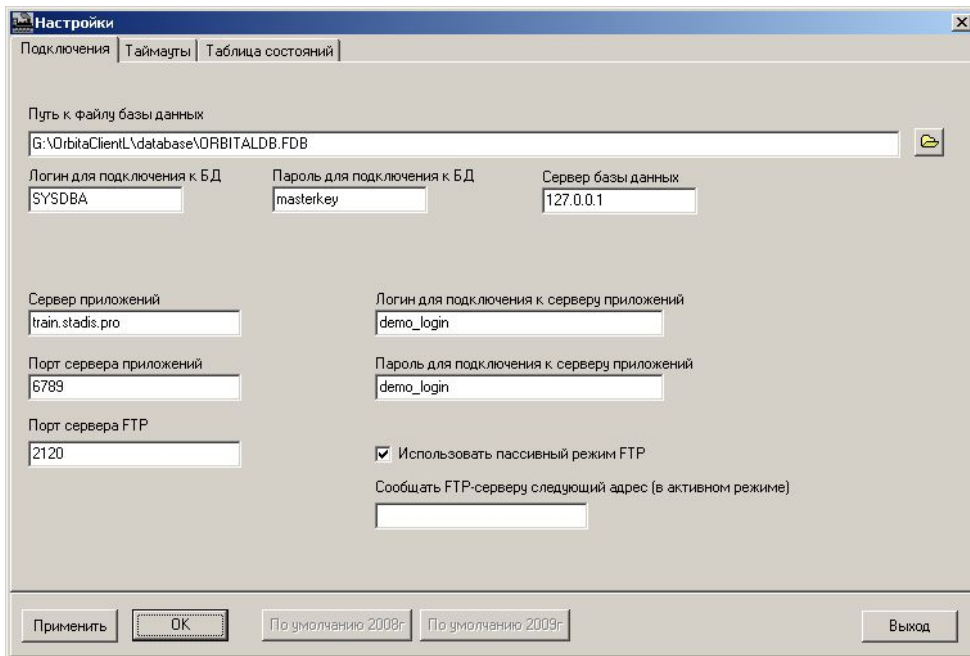 Настройки
Подключения Таймауты Таблица состояний
Путь к файлу базы данных
G:\OrbitaClientL\database\ORBITALDB.FDB
Логин для подключения к БД Пароль для подключения к БД Сервер базы данных
SYSDBA masterkey 127.0.0.1
Сервер приложений Логин для подключения к серверу приложений
train.stadis.pro demo_login
Порт сервера приложений Пароль для подключения к серверу приложений
6789 demo_login
Порт сервера FTP
2120 Использовать пассивный режим FTP
Сообщать FTP-серверу следующий адрес (в активном режиме)
Применить OK По умолчанию 2008г По умолчанию 2009г Выход